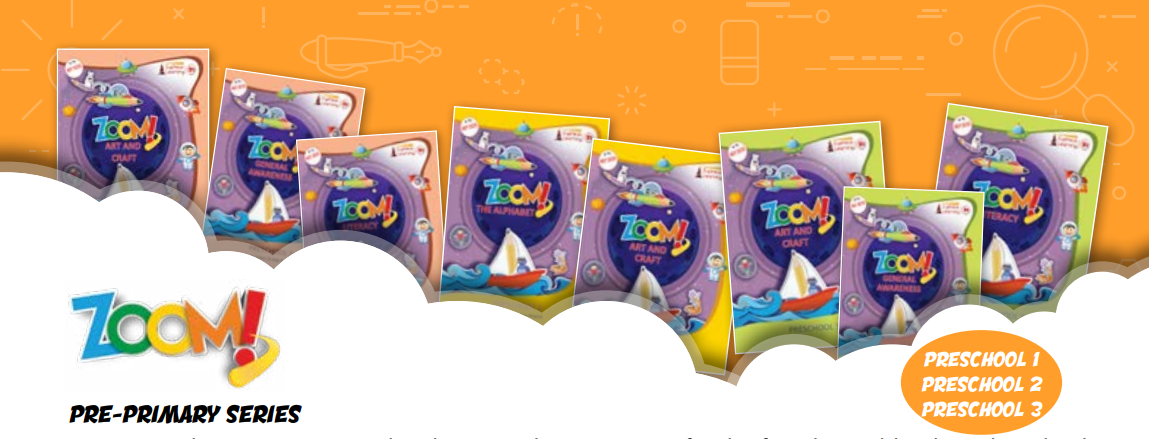 ZOOM!
ART AND
CRAFT
ZOOM!
GENERAL
AWARENESS
ZOOM!
LITERACY
ZOOM!
THE ALPHABET
ZOOM!
ART AND
CRAFT
ZOOM!
ART AND
CRAFT
PRESCHOOL
ZOOM!
GENERAL
AWARENESS
ZOOM!
LITERACY
ZOOM!
PRE-PRIMARY SERIES
PRESCHOOL 1
PRESCHOOL 2
PRESCHOOL 3